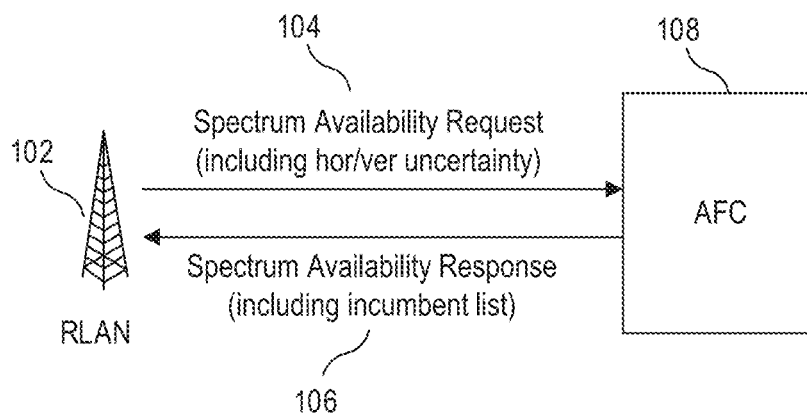 104
108
Spectrum Availability Request
(including hor/ver uncertainty)
102
AFC
Spectrum Availability Response
(including incumbent list)
RLAN
106